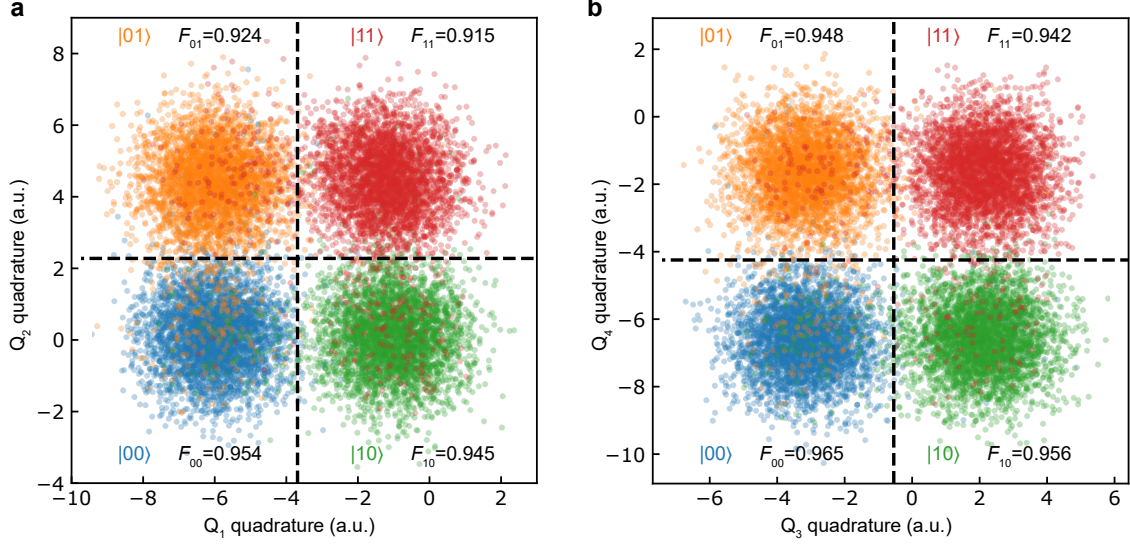 a
|01⟩ F01=0.924 |11⟩ F11=0.915
8
6
4
2
0
−2
−4
Q2 quadrature (a.u.)
|00⟩ F00=0.954 |10⟩ F10=0.945
−10 −8 −6 −4 −2 0 2
Q1 quadrature (a.u.)
b
|01⟩ F01=0.948 |11⟩ F11=0.942
2
0
−2
−4
−6
−8
−10
Q4 quadrature (a.u.)
|00⟩ F00=0.965 |10⟩ F10=0.956
−6 −4 −2 0 2 4 6
Q3 quadrature (a.u.)